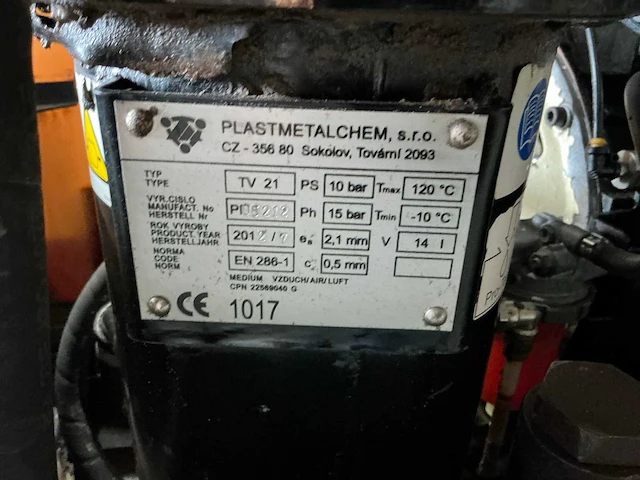 PLASTMETALCHEM, s.r.o.
CZ - 356 80 Sokolov, Tovární 2093
TYP
TYPE
TV 21
PS
10 bar
Tmax
120 °C
VYR.CISLO
MANUFACT. No
HERSTELL Nr
Ph
15 bar
Tmin
-10 °C
ROK VYROBY
PRODUCT. YEAR
HERSTELLJAHR
2,1 mm
V
14 l
NORMA
CODE
NORM
EN 286-1
0,5 mm
MEDIUM VZDUCH/AIR/LUFT
CPN 22569040 G
CE 1017